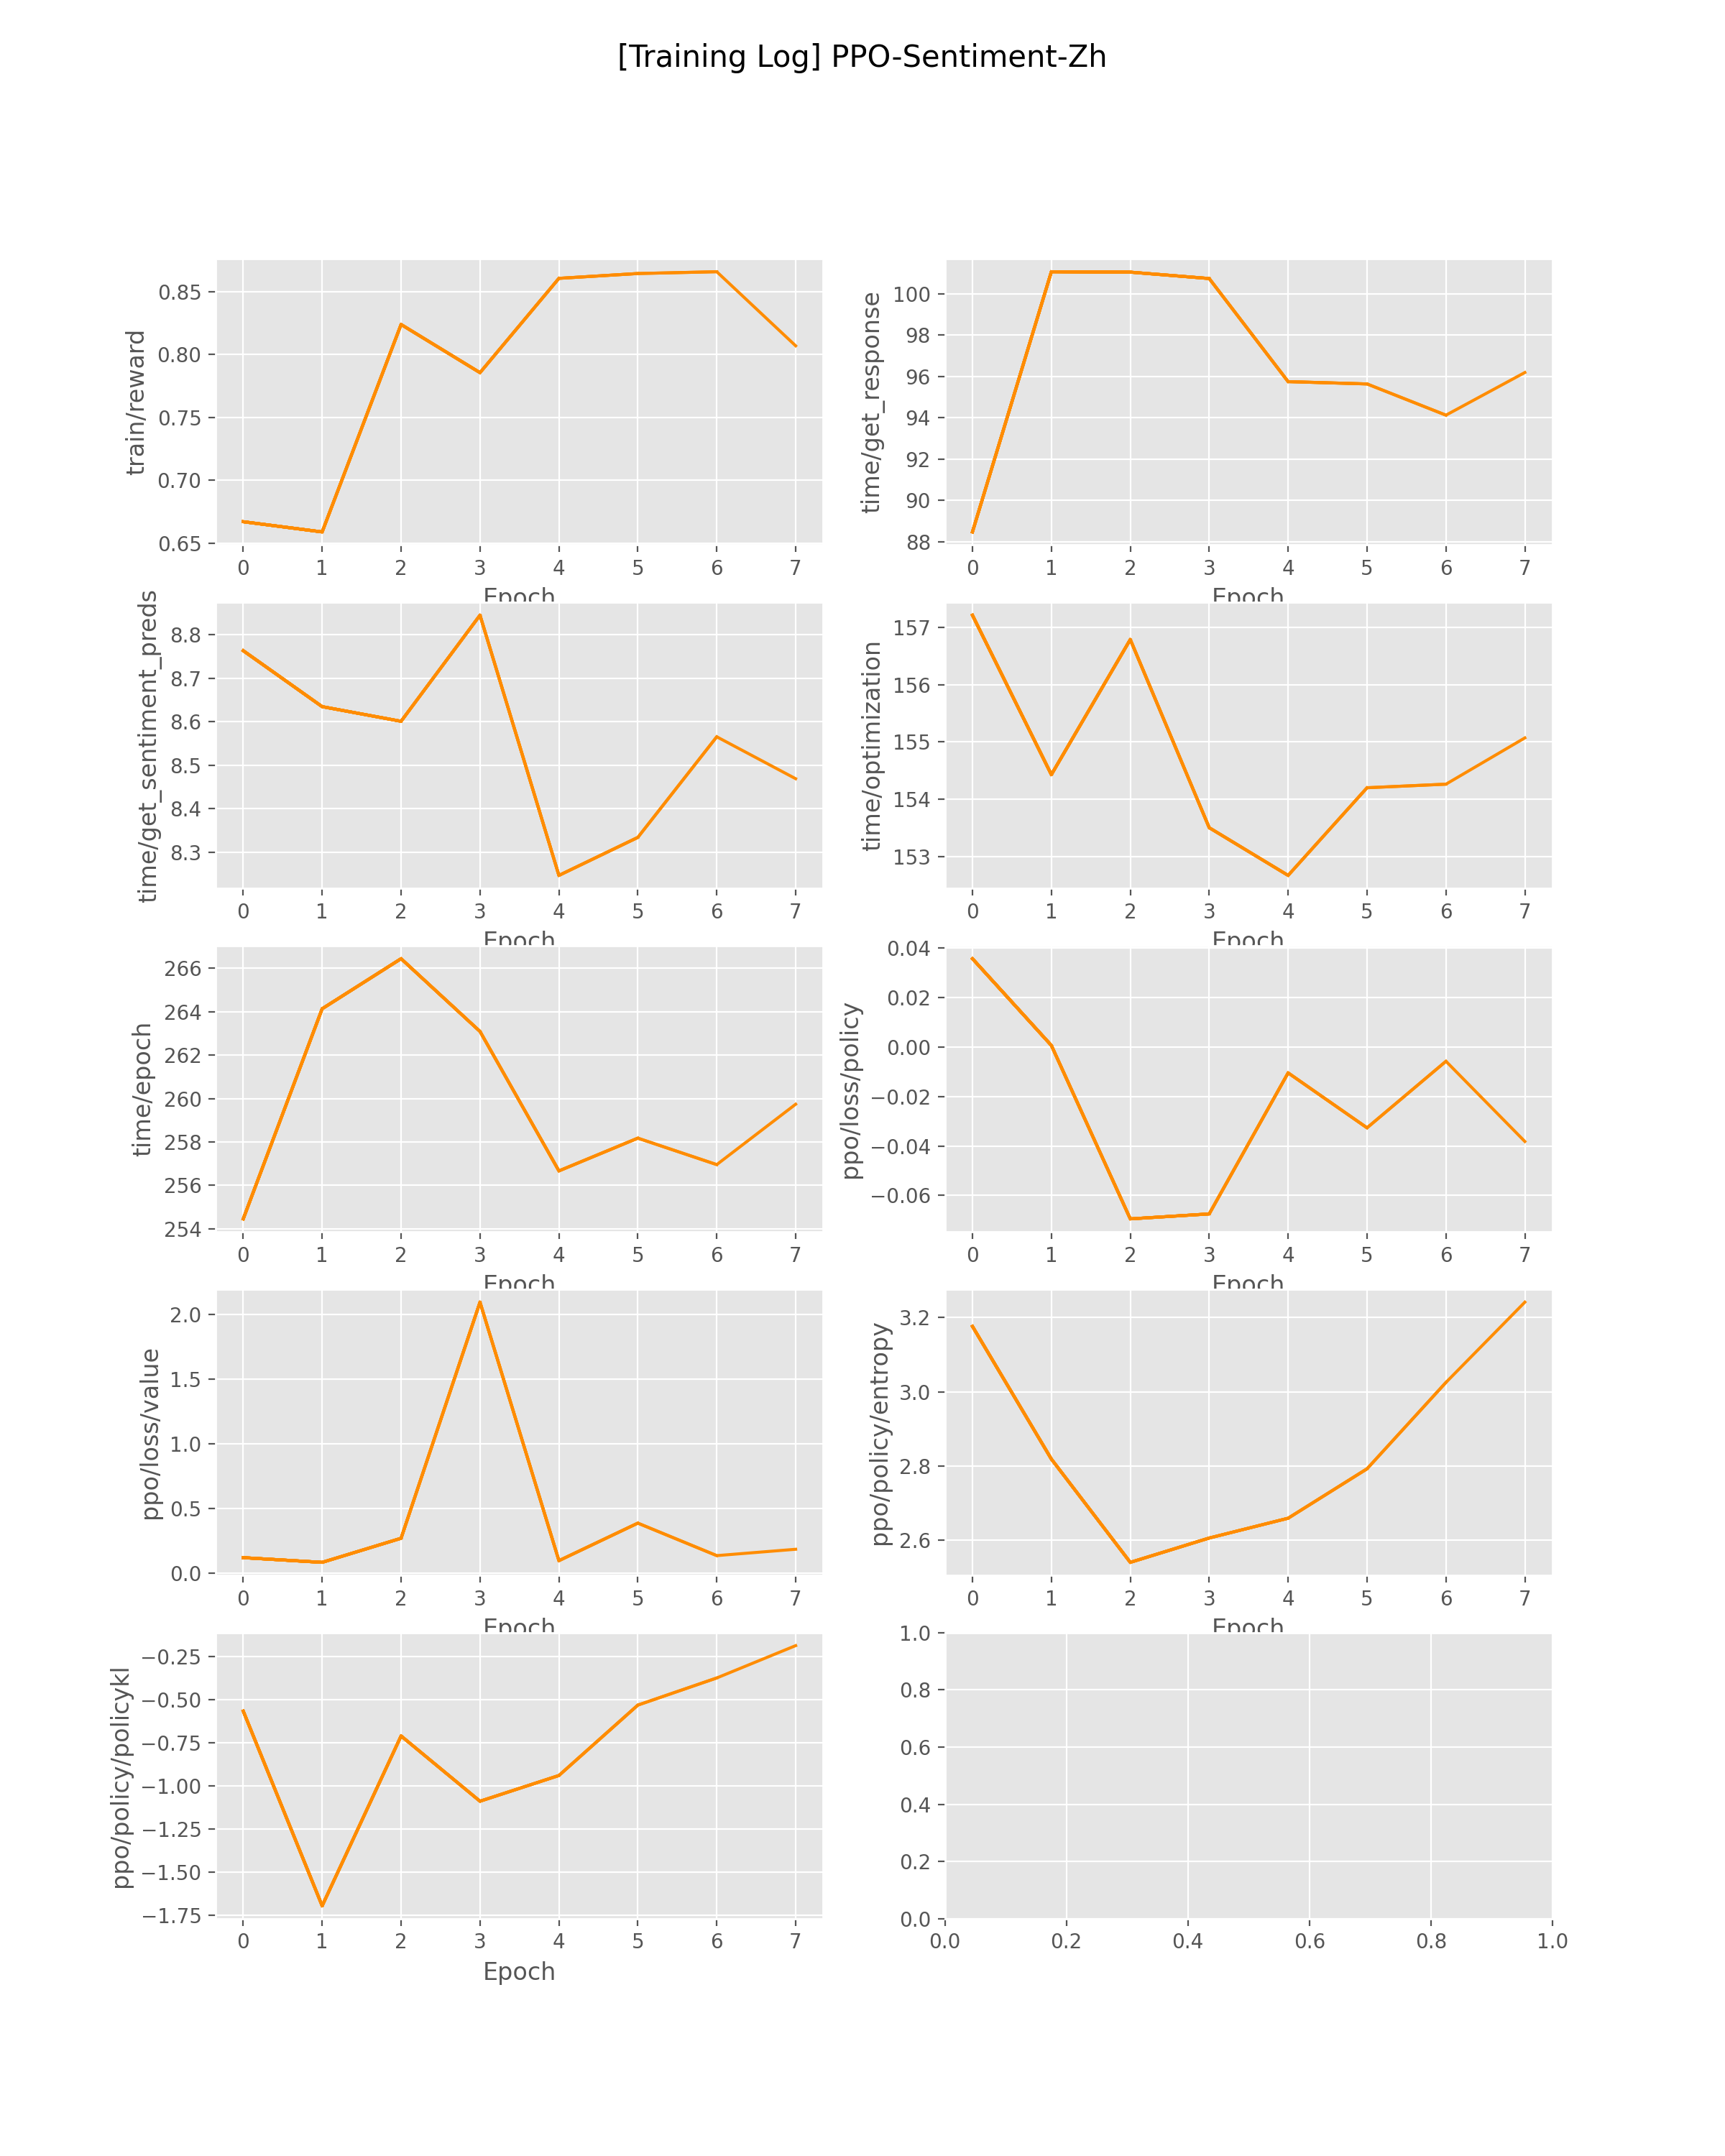 [Training Log] PPO-Sentiment-Zh
train/reward
0.85
0.80
0.75
0.70
0.65
0 1 2 3 4 5 6 7
Epoch
time/get_response
100
98
96
94
92
90
88
0 1 2 3 4 5 6 7
Epoch
time/get_sentiment_preds
8.8
8.7
8.6
8.5
8.4
8.3
0 1 2 3 4 5 6 7
Epoch
time/optimization
157
156
155
154
153
0 1 2 3 4 5 6 7
Epoch
time/epoch
266
264
262
260
258
256
254
0 1 2 3 4 5 6 7
Epoch
ppo/loss/policy
0.04
0.02
0.00
−0.02
−0.04
−0.06
0 1 2 3 4 5 6 7
Epoch
ppo/loss/value
2.0
1.5
1.0
0.5
0.0
0 1 2 3 4 5 6 7
Epoch
ppo/policy/entropy
3.2
3.0
2.8
2.6
0 1 2 3 4 5 6 7
Epoch
ppo/policy/policykl
−0.25
−0.50
−0.75
−1.00
−1.25
−1.50
−1.75
0 1 2 3 4 5 6 7
Epoch
1.0
0.8
0.6
0.4
0.2
0.0
0.0 0.2 0.4 0.6 0.8 1.0